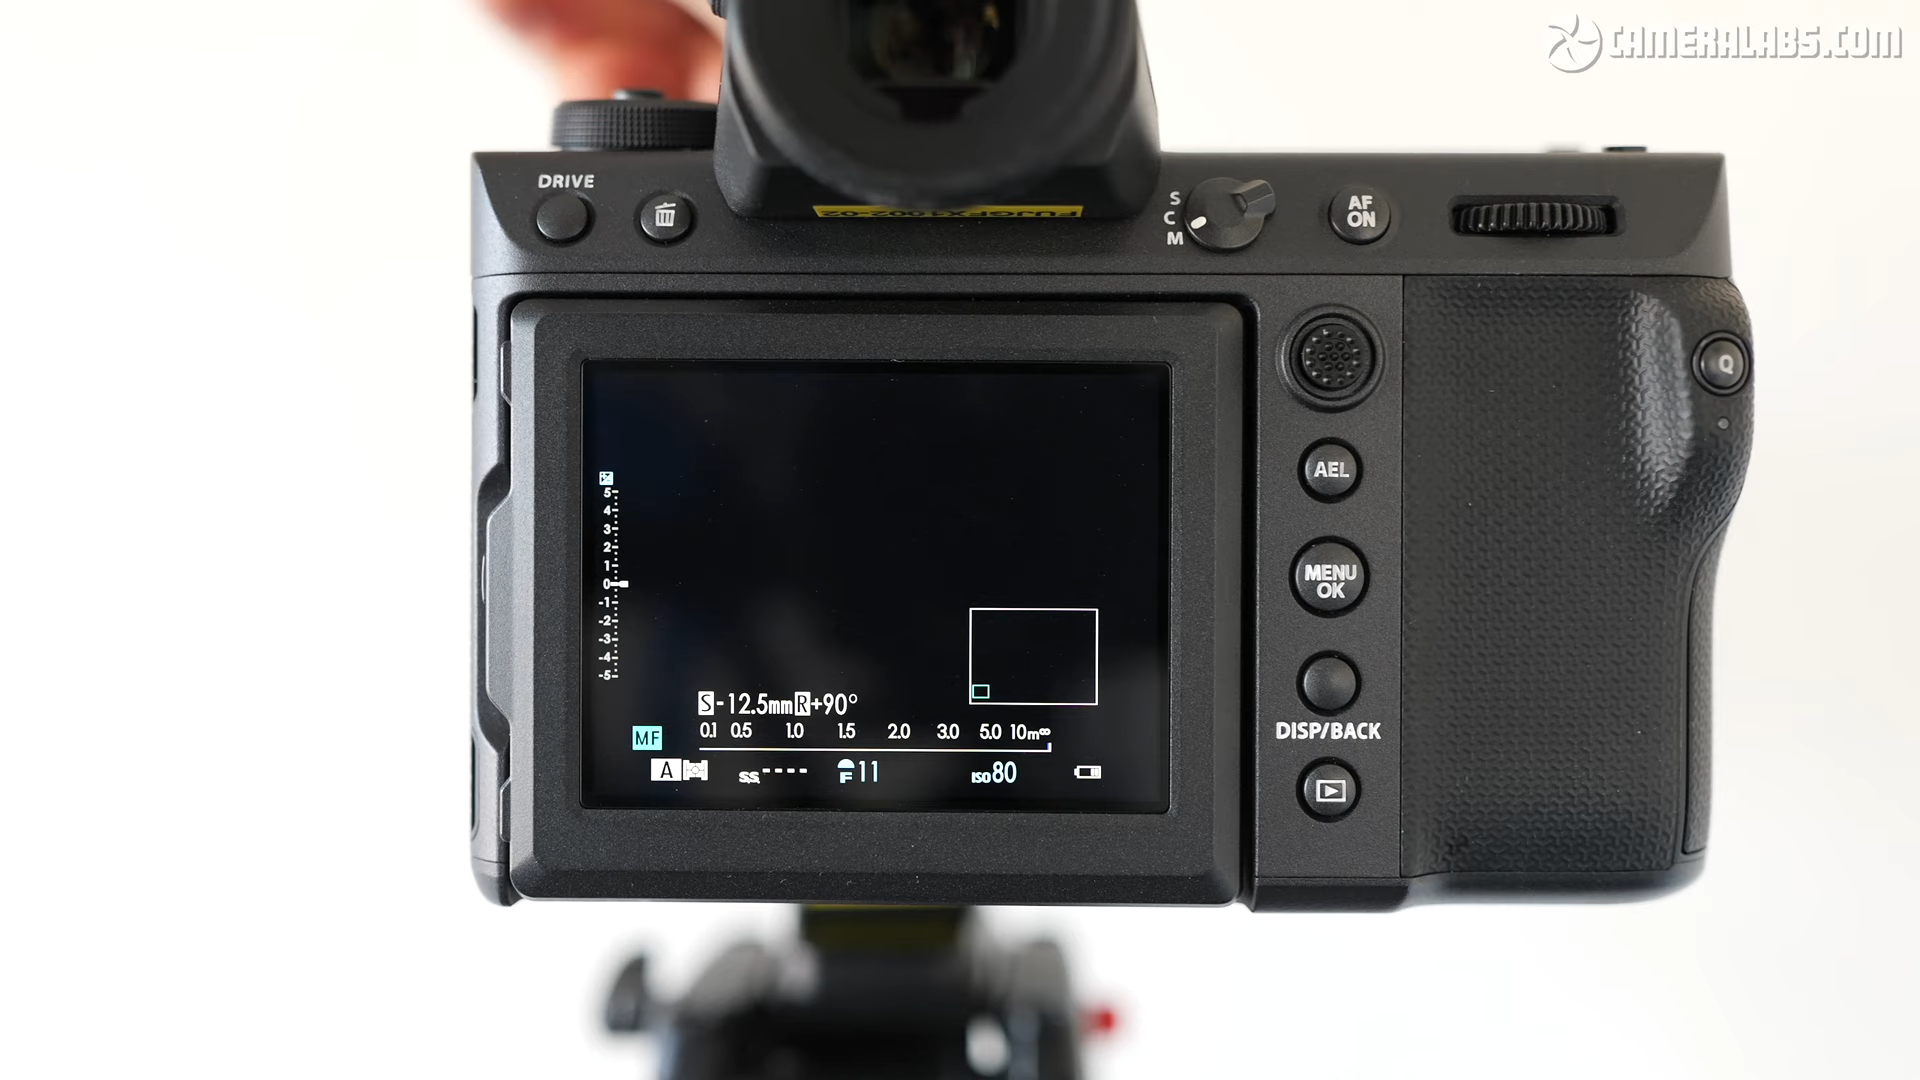 CAMERALABS.COM
DRIVE
FUJGFX1002-02
S
C
M
AF
ON
Q
AEL
MENU
OK
DISP/BACK
5
4
3
2
1
0
-1
-2
-3
-4
-5
S -12.5mm R +90°
0.1 0.5 1.0 1.5 2.0 3.0 5.0 10m∞
MF
A S.S. ---- F11 ISO80